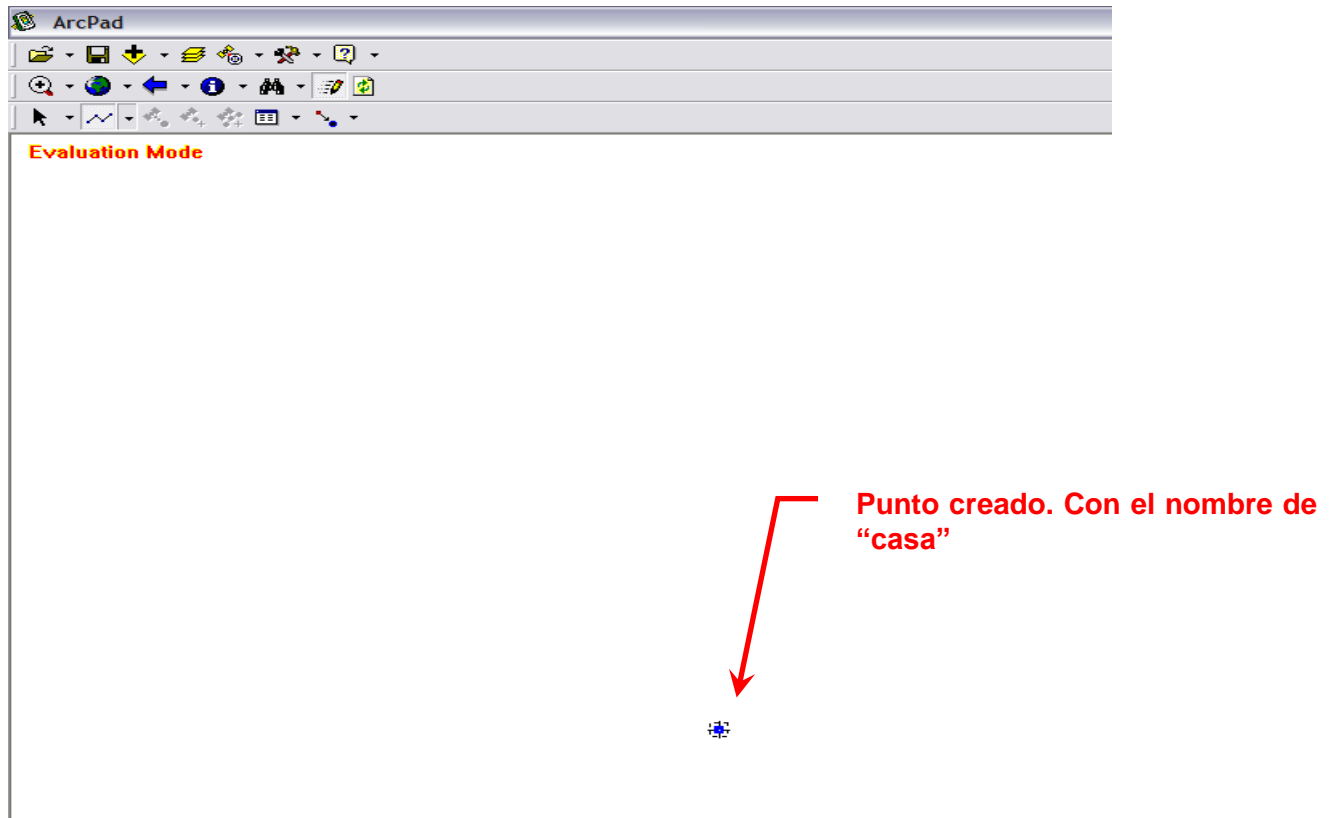 ArcPad
Evaluation Mode
Punto creado. Con el nombre de
“casa”